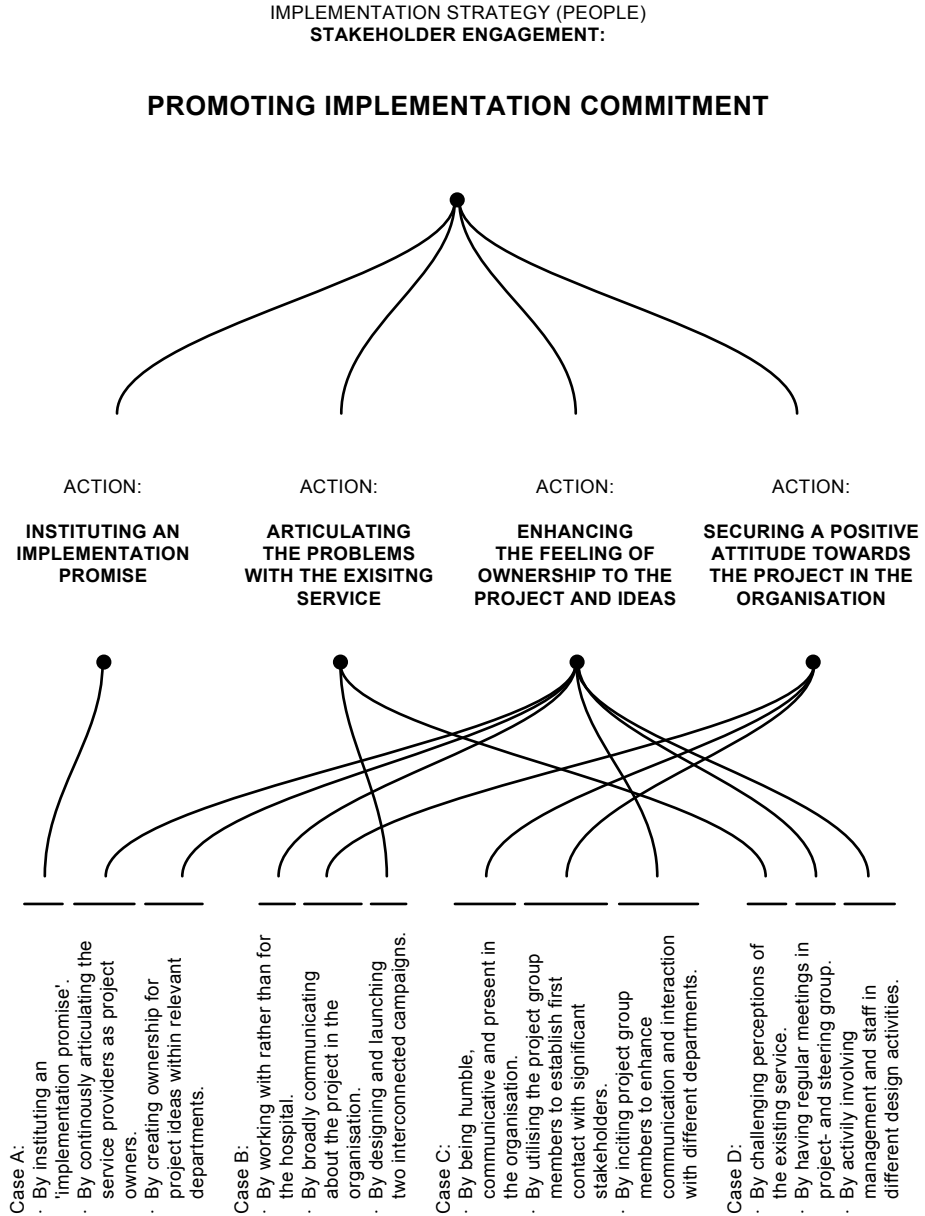 IMPLEMENTATION STRATEGY (PEOPLE)
STAKEHOLDER ENGAGEMENT:
PROMOTING IMPLEMENTATION COMMITMENT
ACTION:
INSTITUTING AN
IMPLEMENTATION
PROMISE
ACTION:
ARTICULATING
THE PROBLEMS
WITH THE EXISITNG
SERVICE
ACTION:
ENHANCING
THE FEELING OF
OWNERSHIP TO THE
PROJECT AND IDEAS
ACTION:
SECURING A POSITIVE
ATTITUDE TOWARDS
THE PROJECT IN THE
ORGANISATION
Case A:
· By instituting an
'implementation promise'.
· By continously articulating the
service providers as project
owners.
· By creating ownership for
project ideas within relevant
departments.
Case B:
· By working with rather than for
the hospital.
· By broadly communicating
about the project in the
organisation.
· By designing and launching
two interconnected campaigns.
Case C:
· By being humble,
communicative and present in
the organisation.
· By utilising the project group
members to establish first
contact with significant
stakeholders.
· By inciting project group
members to enhance
communication and interaction
with different departments.
Case D:
· By challenging perceptions of
the existing service.
· By having regular meetings in
project- and steering group.
· By activily involving
management and staff in
different design activities.